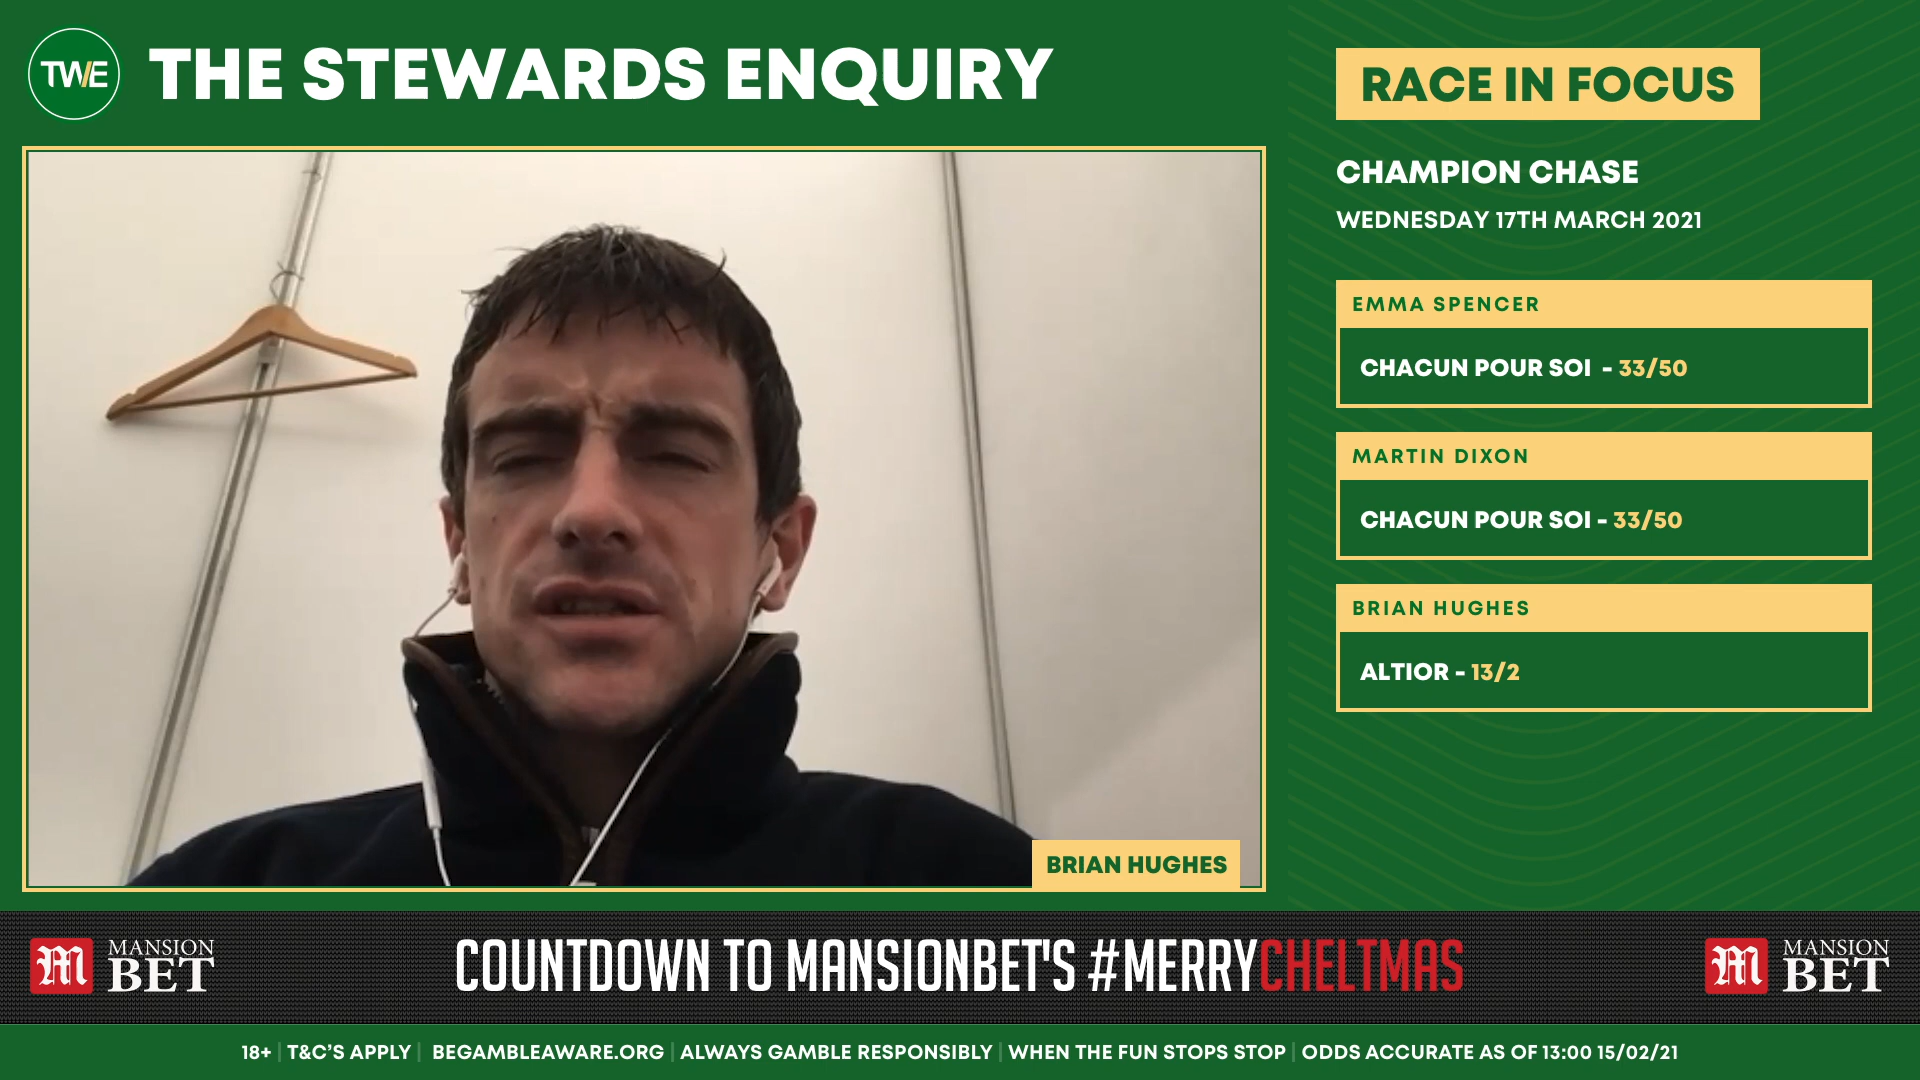 TWE
THE STEWARDS ENQUIRY
BRIAN HUGHES
RACE IN FOCUS
CHAMPION CHASE
WEDNESDAY 17TH MARCH 2021
EMMA SPENCER
CHACUN POUR SOI - 33/50
MARTIN DIXON
CHACUN POUR SOI - 33/50
BRIAN HUGHES
ALTIOR - 13/2
M MANSION
BET
COUNTDOWN TO MANSIONBET'S #MERRYCHELTMAS
M MANSION
BET
18+ | T&C'S APPLY | BEGAMBLEAWARE.ORG | ALWAYS GAMBLE RESPONSIBLY | WHEN THE FUN STOPS STOP | ODDS ACCURATE AS OF 13:00 15/02/21